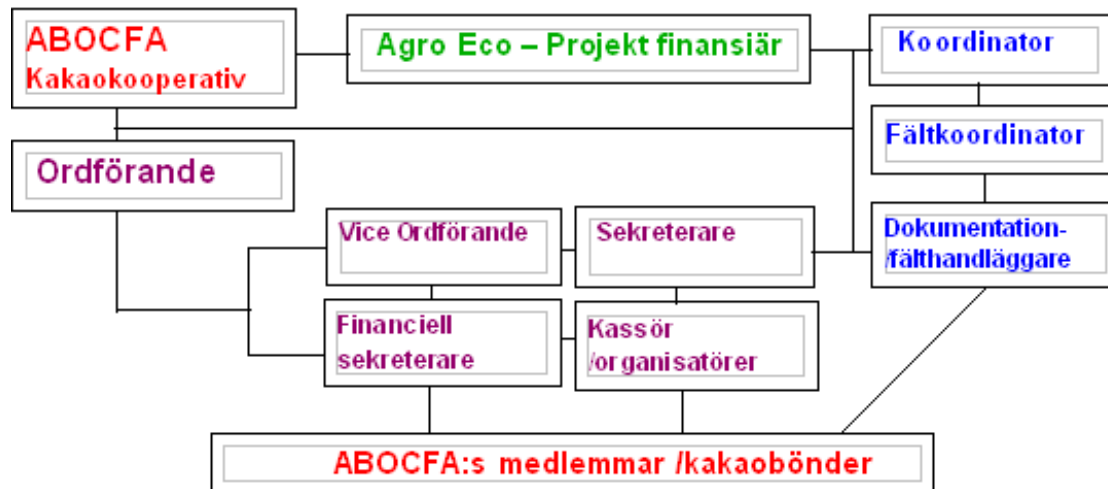 ABOCFA
Kakaokooperativ
Agro Eco – Projekt finansiär
Koordinator
Fältkoordinator
Ordförande
Vice Ordförande
Sekreterare
Dokumentation-
/fälthandläggare
Financiell
sekreterare
Kassör
/organisatörer
ABOCFA:s medlemmar /kakaobönder